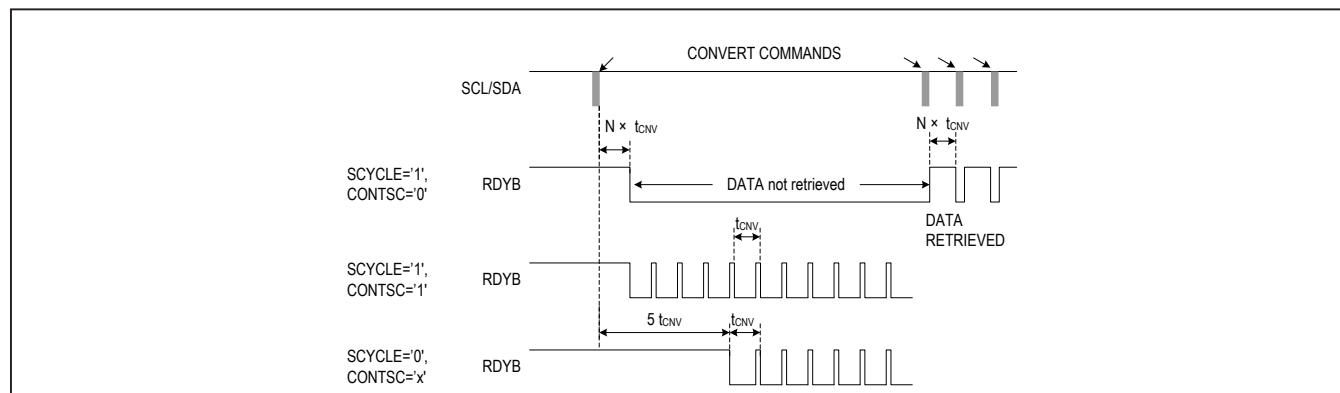 CONVERT COMMANDS
SCL/SDA
N × tCNV
N × tCNV
SCYCLE='1',
CONTSC='0'
RDYB
DATA not retrieved
DATA
RETRIEVED
tCNV
SCYCLE='1',
CONTSC='1'
RDYB
5 tCNV
tCNV
SCYCLE='0',
CONTSC='x'
RDYB